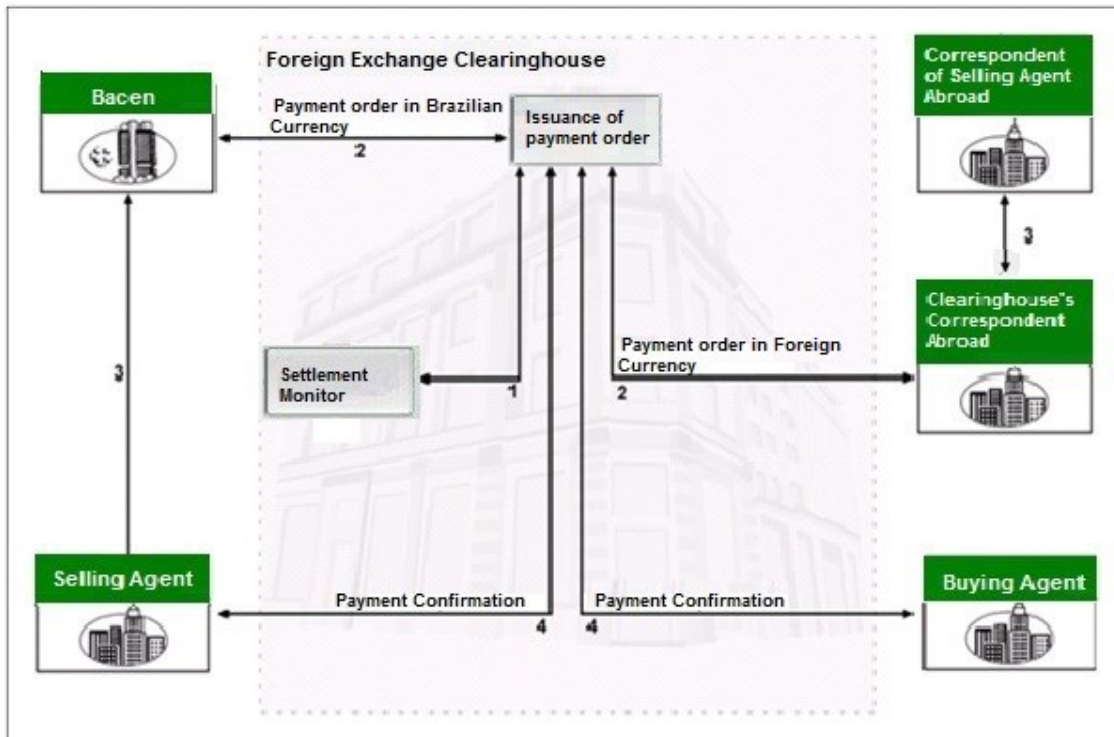 Foreign Exchange Clearinghouse
Bacen
Payment order in Brazilian
Currency
2
Issuance of
payment order
Correspondent
of Selling Agent
Abroad
3
Clearinghouse"s
Correspondent
Abroad
Payment order in Foreign
Currency
2
Settlement
Monitor
1
3
Selling Agent
Payment Confirmation
4
Payment Confirmation
4
Buying Agent